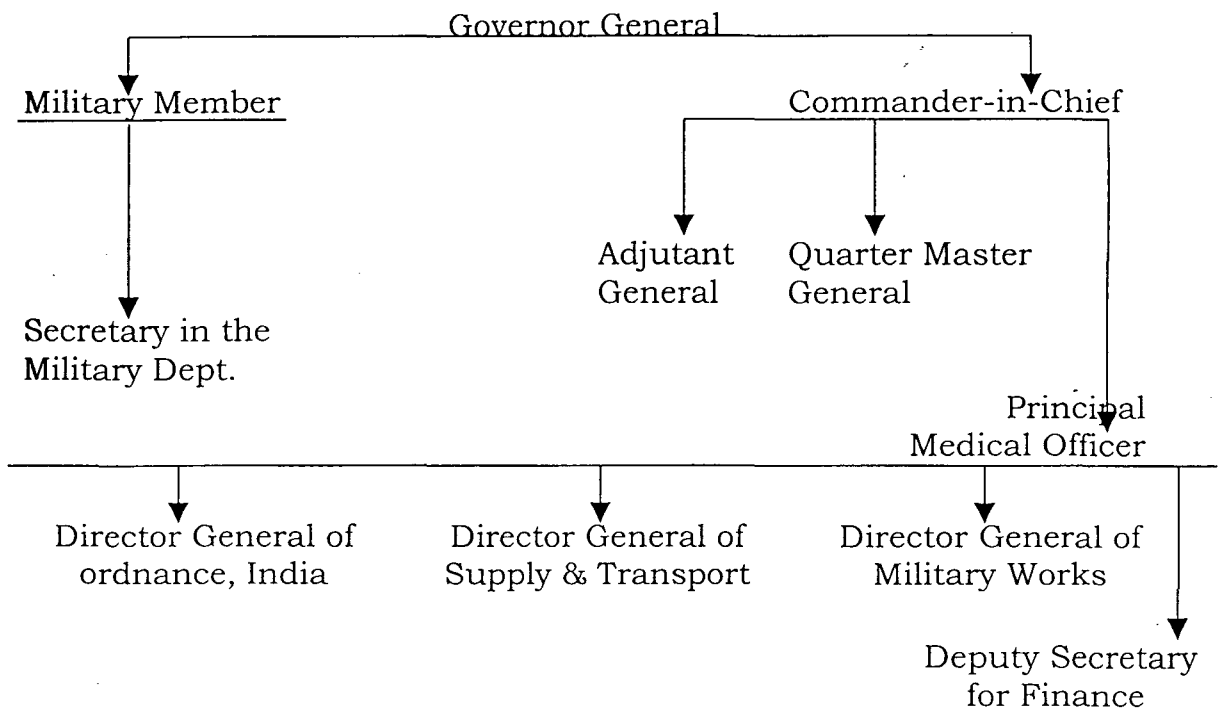 Governor General
Military Member
Commander-in-Chief
Adjutant
General
Quarter Master
General
Secretary in the
Military Dept.
Principal
Medical Officer
Director General of
ordnance, India
Director General of
Supply & Transport
Director General of
Military Works
Deputy Secretary
for Finance